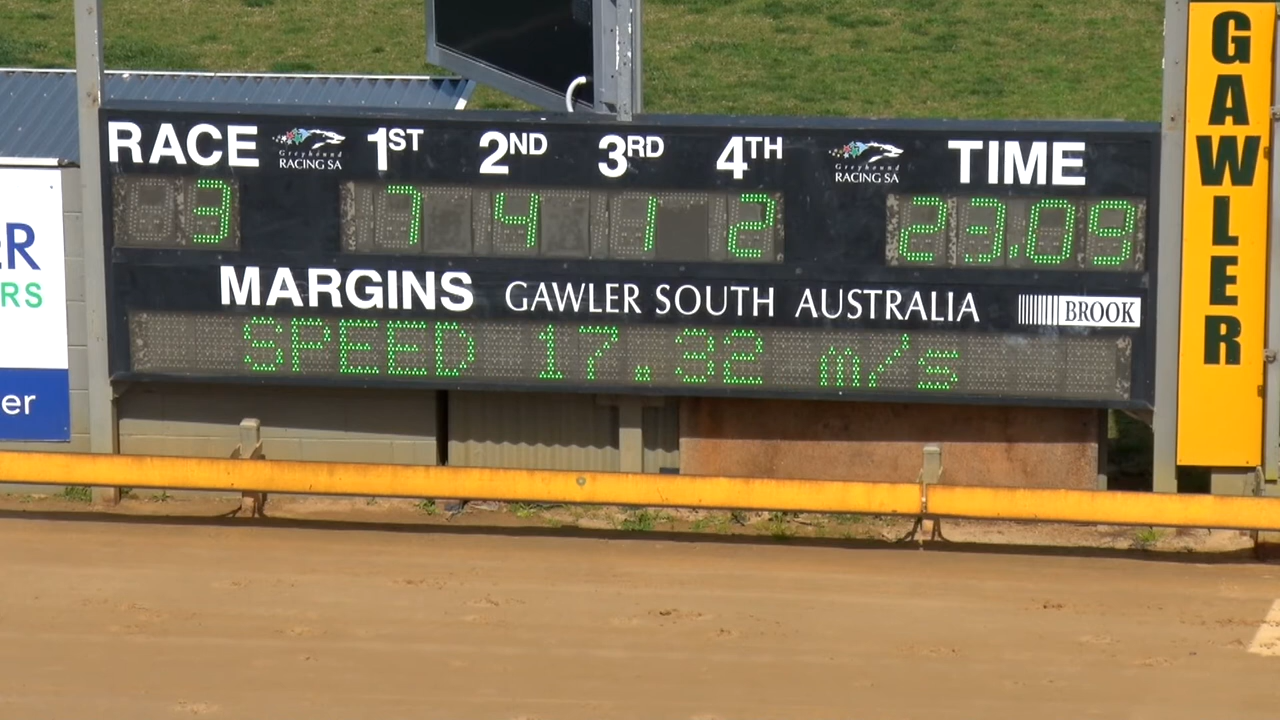 RACE Greyhound RACING SA 1ST 2ND 3RD 4TH Greyhound RACING SA TIME
3 7 4 1 2 23.09
MARGINS GAWLER SOUTH AUSTRALIA BROOK
SPEED 17.32 m/s
GAWLER
RS
er